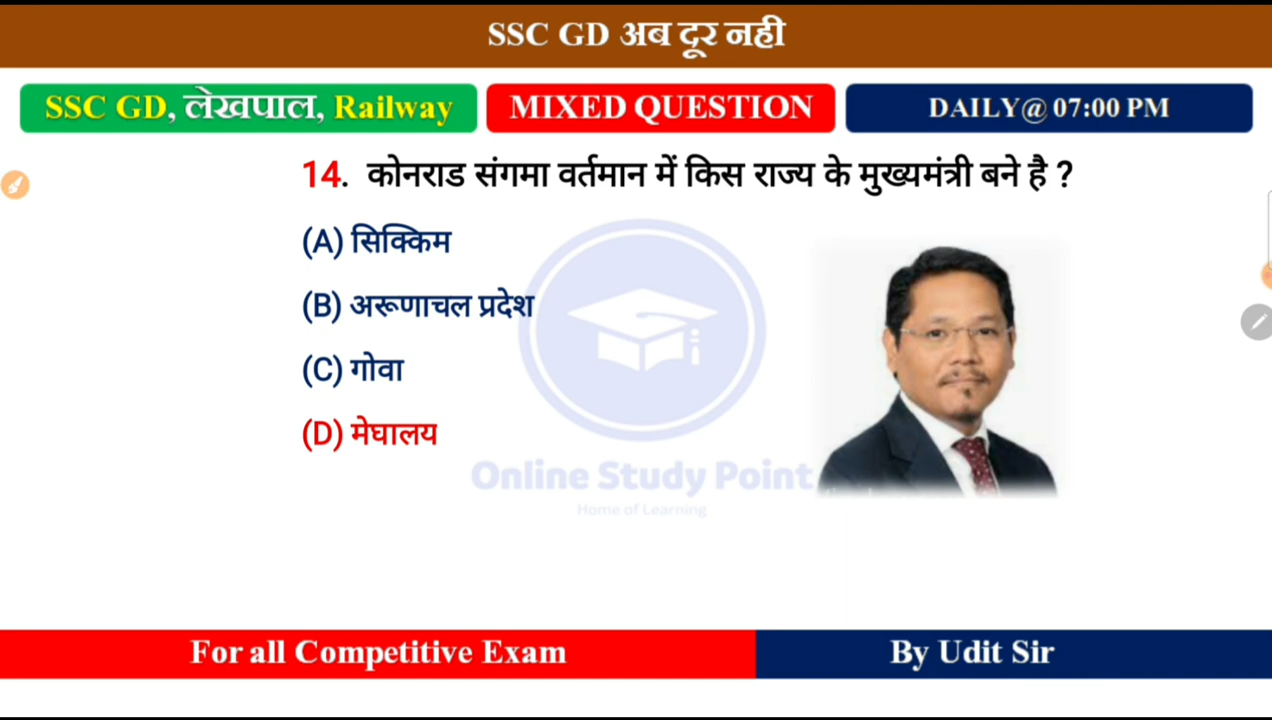 SSC GD अब दूर नही
SSC GD, लेखपाल, Railway
MIXED QUESTION
DAILY@ 07:00 PM
14. कोनराड संगमा वर्तमान में किस राज्य के मुख्यमंत्री बने है ?
(A) सिक्किम
(B) अरूणाचल प्रदेश
(C) गोवा
(D) मेघालय
Online Study Point
Home of Learning
For all Competitive Exam
By Udit Sir